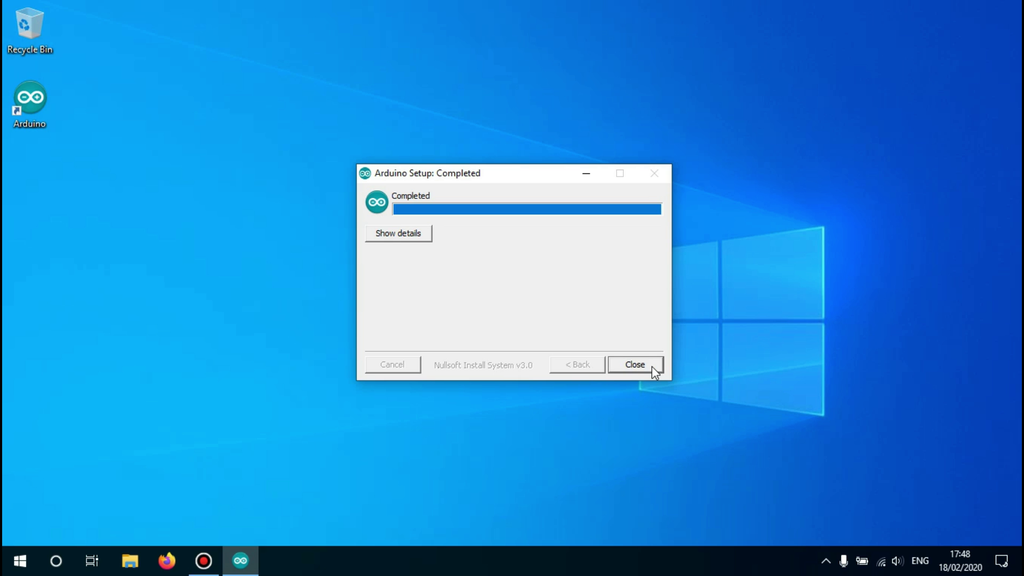 Recycle Bin
Arduino
Arduino Setup: Completed
Completed
Show details
Cancel
Nullsoft Install System v3.0
< Back
Close
ENG
17:48
18/02/2020